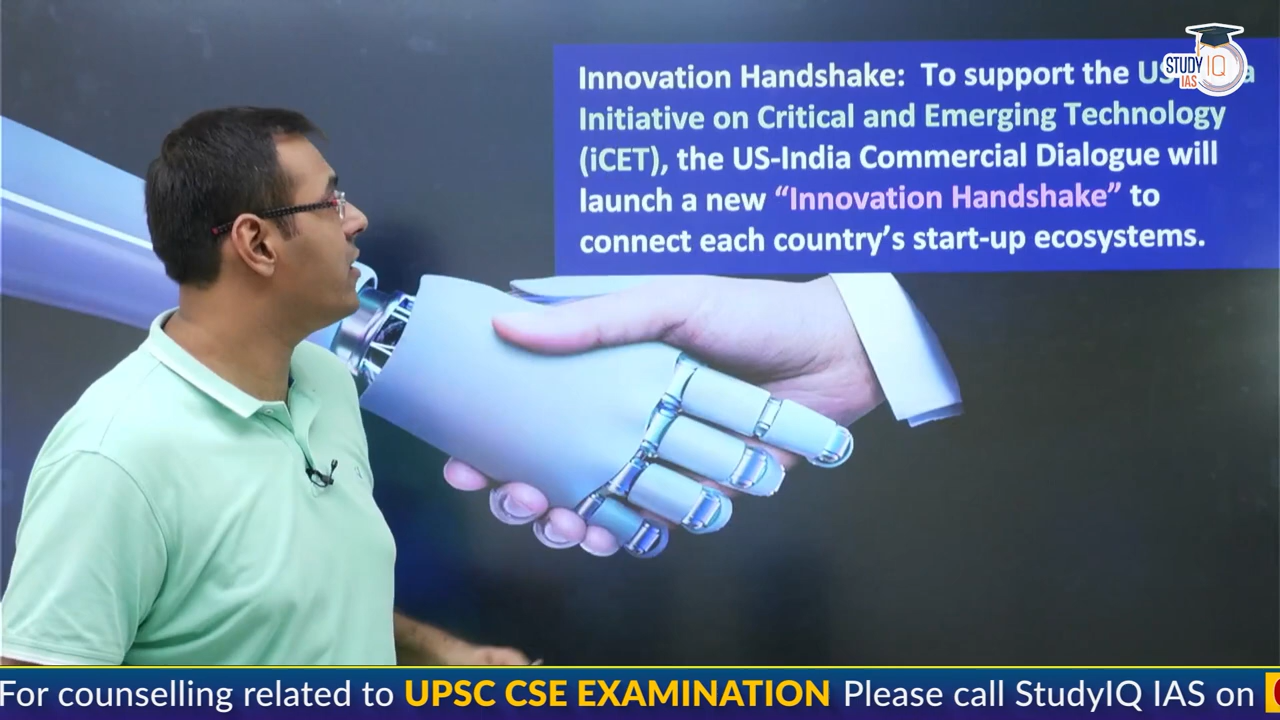 Innovation Handshake: To support the US
STUDY IQ
IAS
Initiative on Critical and Emerging Technology
(iCET), the US-India Commercial Dialogue will
launch a new “Innovation Handshake” to
connect each country’s start-up ecosystems.
For counselling related to UPSC CSE EXAMINATION Please call StudyIQ IAS on